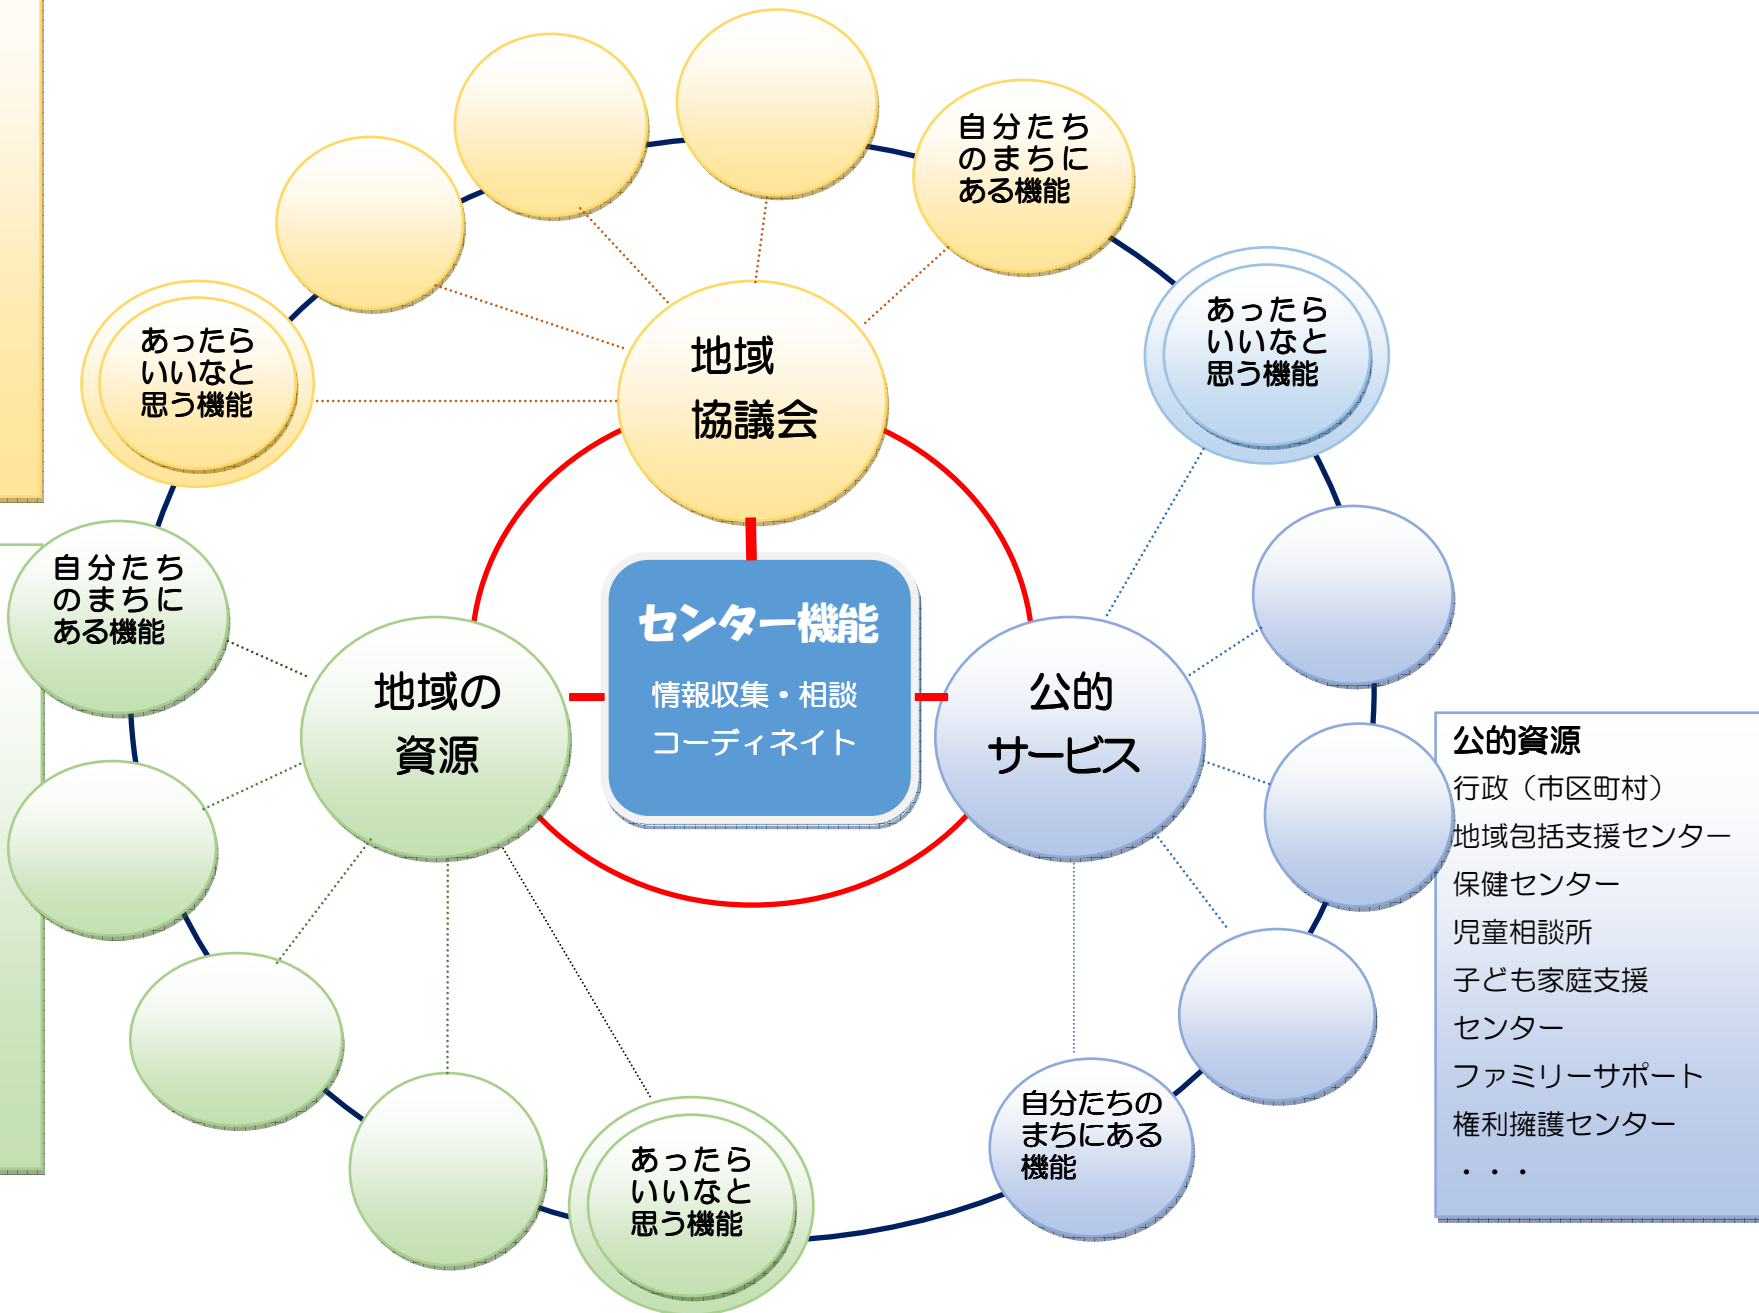 自分たち
のまちに
ある機能
あったら
いいなと
思う機能
あったら
いいなと
思う機能
地域
協議会
自分たち
のまちに
ある機能
センター機能
情報収集・相談
コーディネイト
地域の
資源
公的
サービス
公的資源
行政（市区町村）
地域包括支援センター
保健センター
児童相談所
子ども家庭支援
センター
ファミリーサポート
権利擁護センター
・・・
自分たちの
まちにある
機能
あったら
いいなと
思う機能